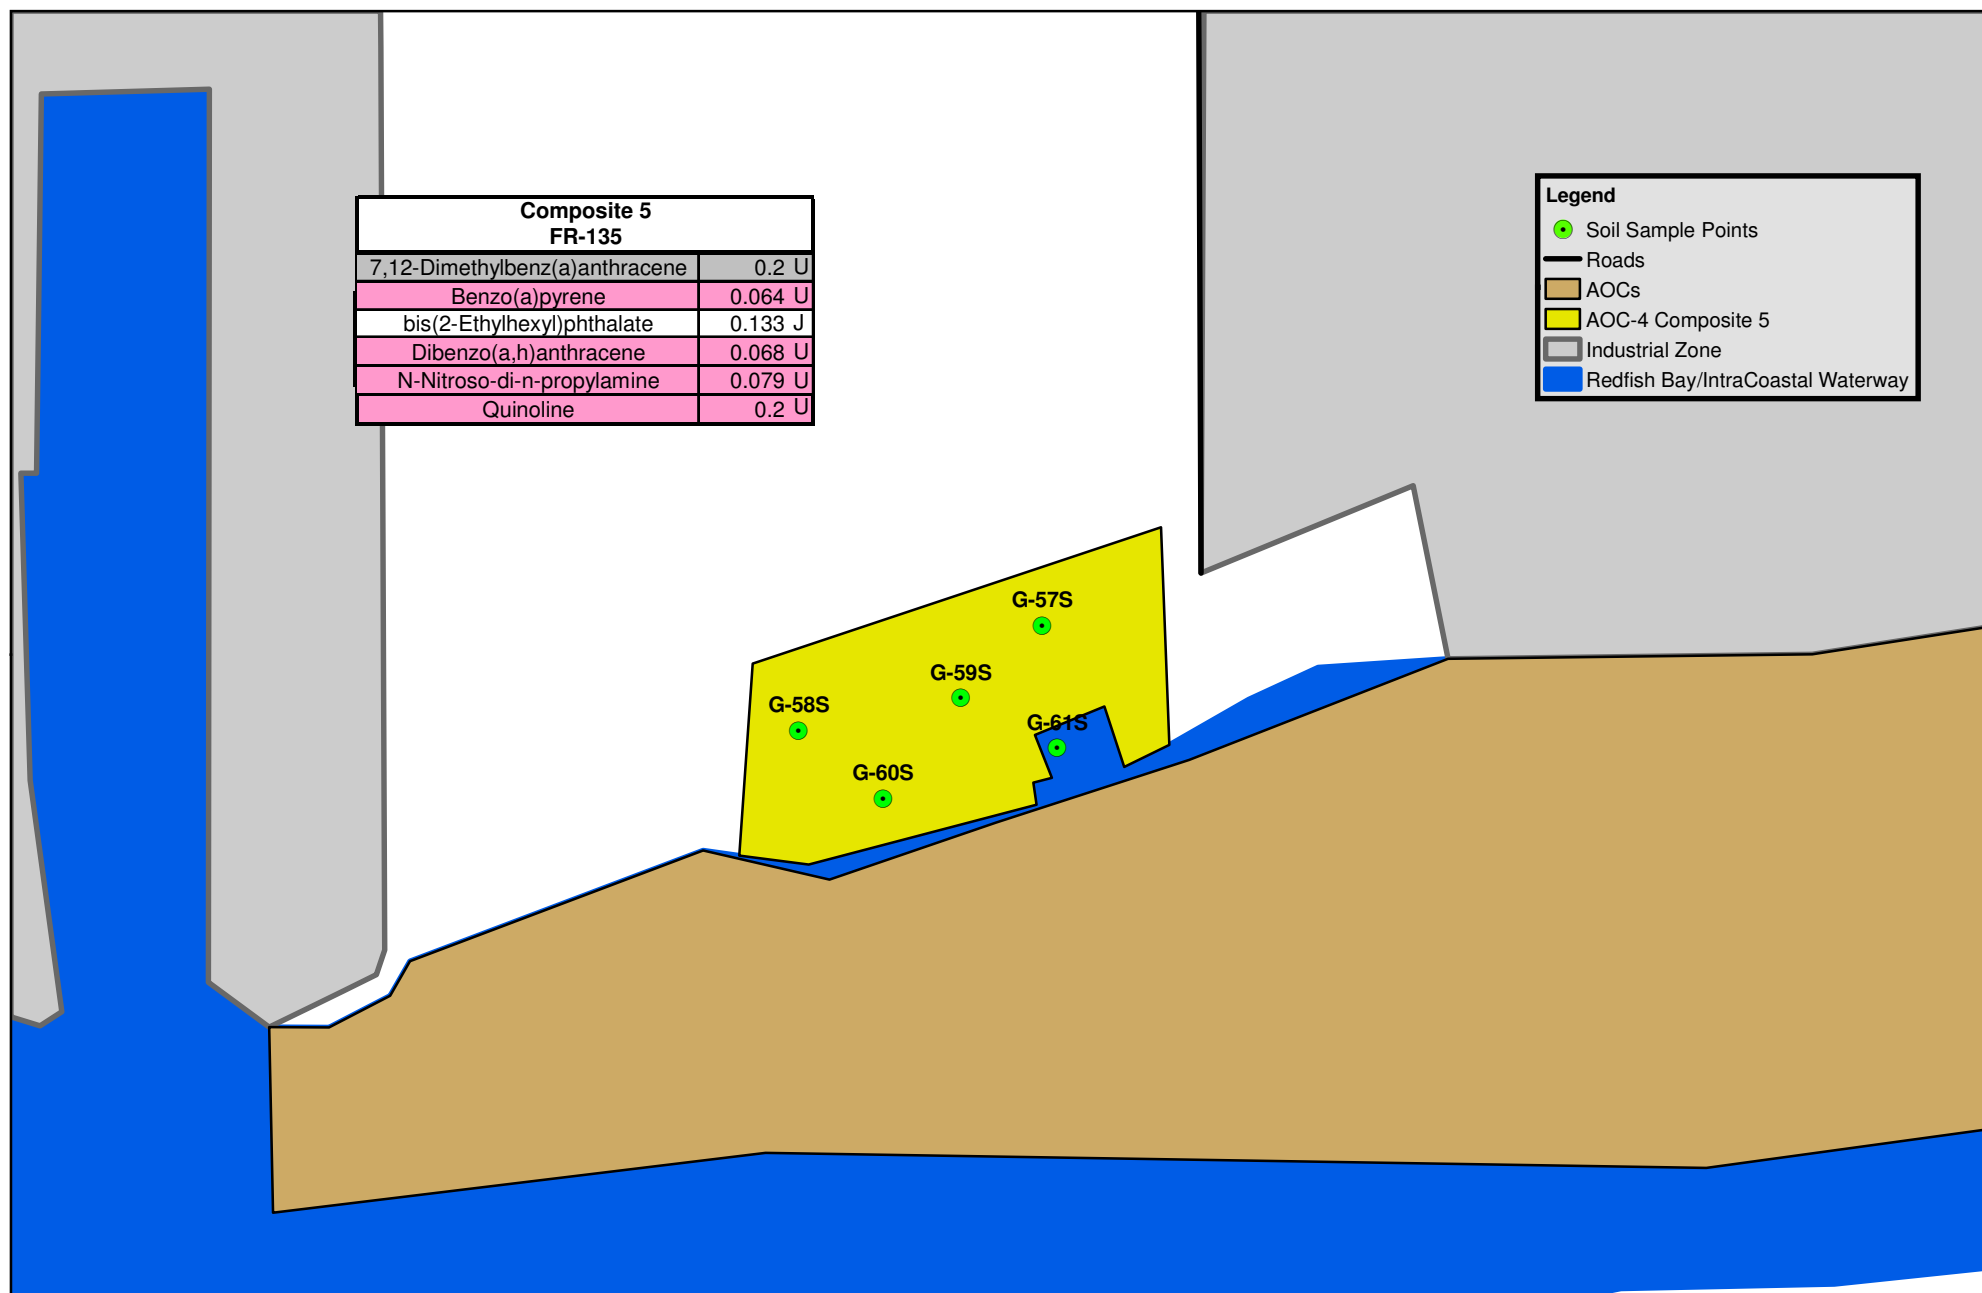 Composite 5
FR-135
7,12-Dimethylbenz(a)anthracene 0.2 U
Benzo(a)pyrene 0.064 U
bis(2-Ethylhexyl)phthalate 0.133 J
Dibenzo(a,h)anthracene 0.068 U
N-Nitroso-di-n-propylamine 0.079 U
Quinoline 0.2 U
Legend
Soil Sample Points
Roads
AOCs
AOC-4 Composite 5
Industrial Zone
Redfish Bay/IntraCoastal Waterway
G-57S
G-59S
G-58S
G-61S
G-60S